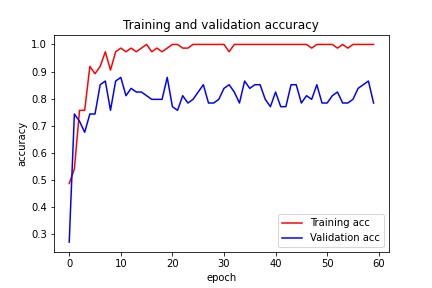 Training and validation accuracy
1.0
0.9
0.8
0.7
0.6
0.5
0.4
0.3
accuracy
Training acc
Validation acc
0 10 20 30 40 50 60
epoch